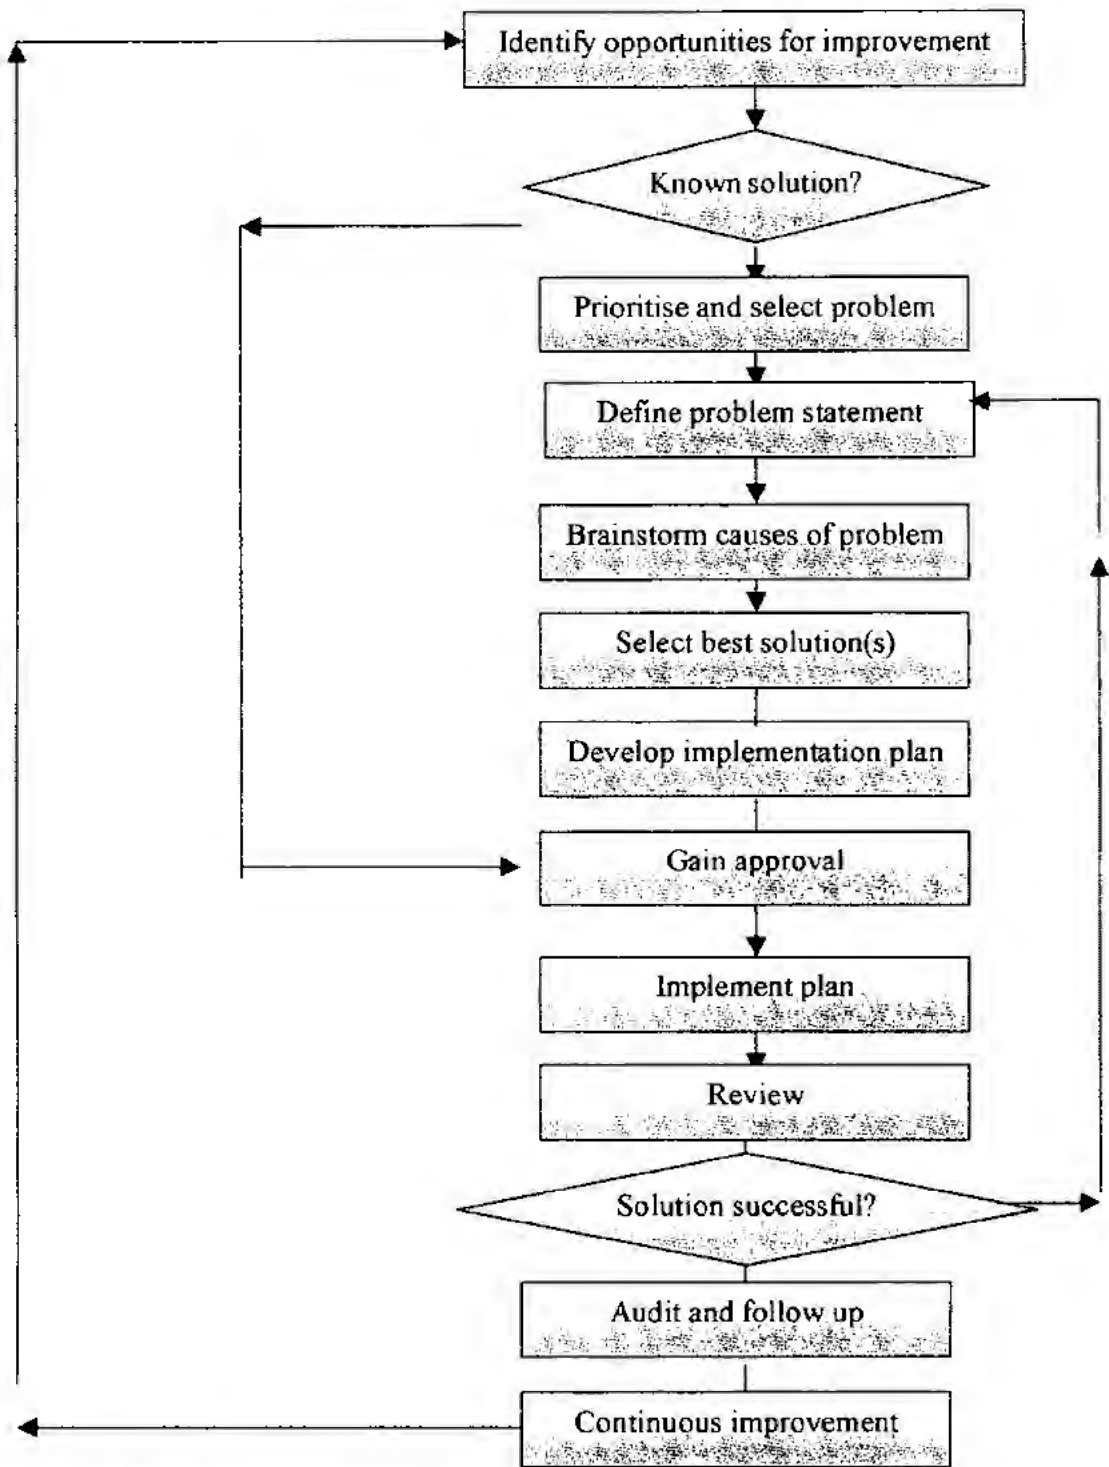 Identify opportunities for improvement
Known solution?
Prioritise and select problem
Define problem statement
Brainstorm causes of problem
Select best solution(s)
Develop implementation plan
Gain approval
Implement plan
Review
Solution successful?
Audit and follow up
Continuous improvement